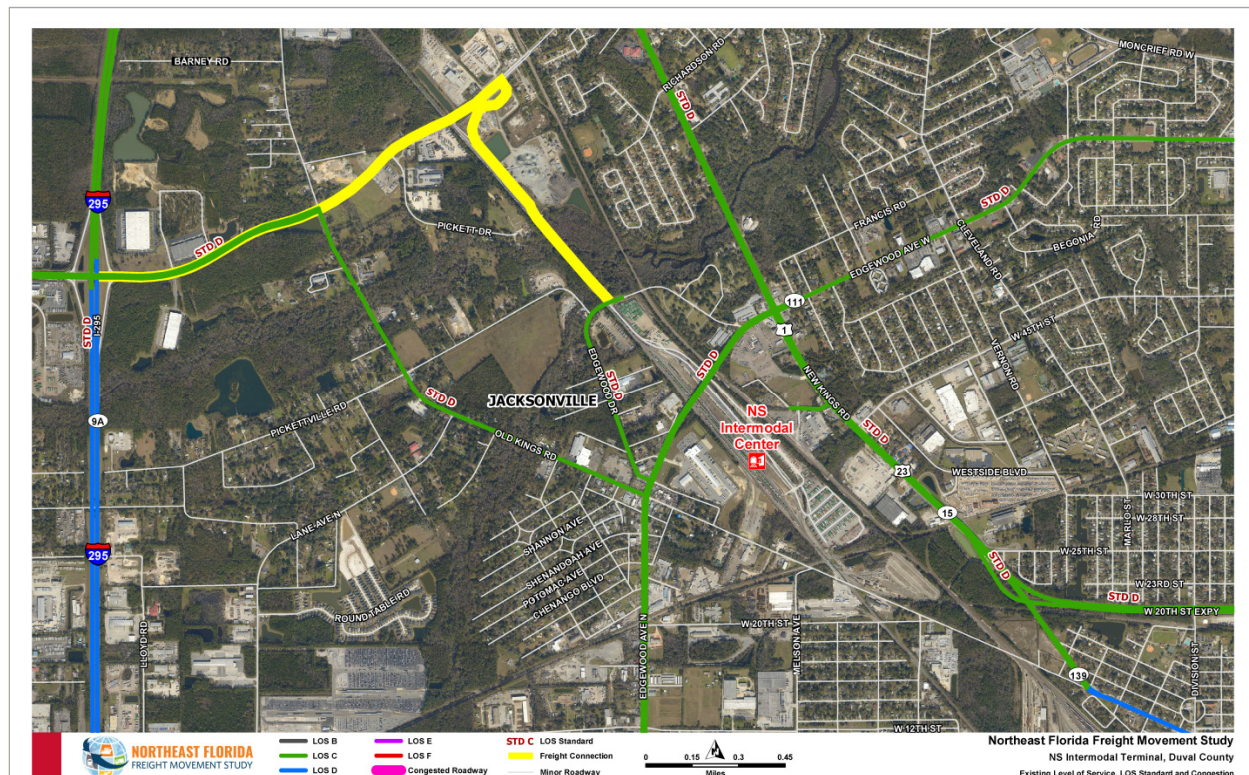 BARNEY RD
RICHARDSON RD
MONCRIEF RD W
STD D
295
STD D
FRANCIS RD
STD D
CLEVELAND RD
BEGONIA RD
PICKETT DR
EDGEWOOD AVE W
STD D
I-295
111
1
W 45TH ST
VERNON RD
EDGEWOOD DR
STD D
STD D
NEW KINGS RD
9A
PICKETTVILLE RD
STD D
JACKSONVILLE
NS
Intermodal
Center
OLD KINGS RD
STD D
23
WESTSIDE BLVD
W 30TH ST
MARLO ST
W 28TH ST
15
LANE AVE N
SHANNON AVE
W 25TH ST
295
SHENANDOAH AVE
POTOMAC AVE
CHENANGO BLVD
STD D
W 23RD ST
STD D
W 20TH ST EXPY
ROUND TABLE RD
LLOYD RD
W 20TH ST
MELSON AVE
EDGEWOOD AVE N
139
DIVISION ST
W 12TH ST
NORTHEAST FLORIDA
FREIGHT MOVEMENT STUDY
LOS B
LOS C
LOS D
LOS E
LOS F
Congested Roadway
STD C LOS Standard
Freight Connection
Minor Roadway
N
0 0.15 0.3 0.45
Miles
Northeast Florida Freight Movement Study
NS Intermodal Terminal, Duval County
Existing Level of Service, LOS Standard and Congestion